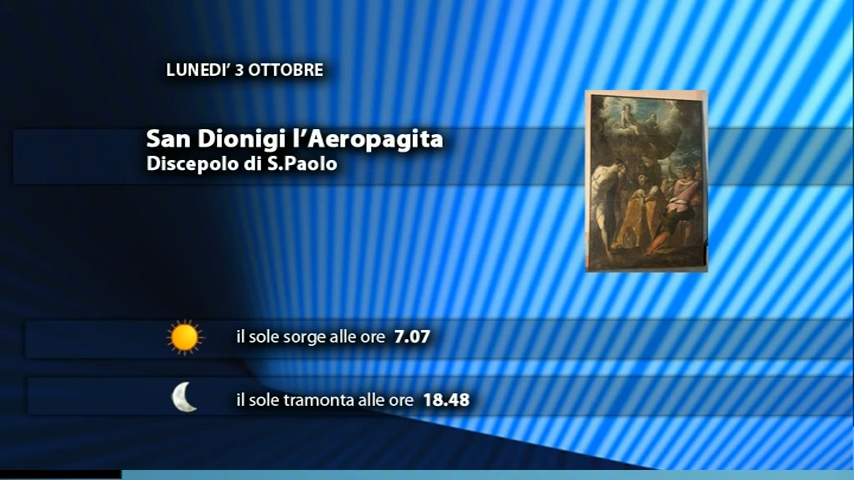 LUNEDI’ 3 OTTOBRE
San Dionigi l’Aeropagita
Discepolo di S.Paolo
il sole sorge alle ore 7.07
il sole tramonta alle ore 18.48